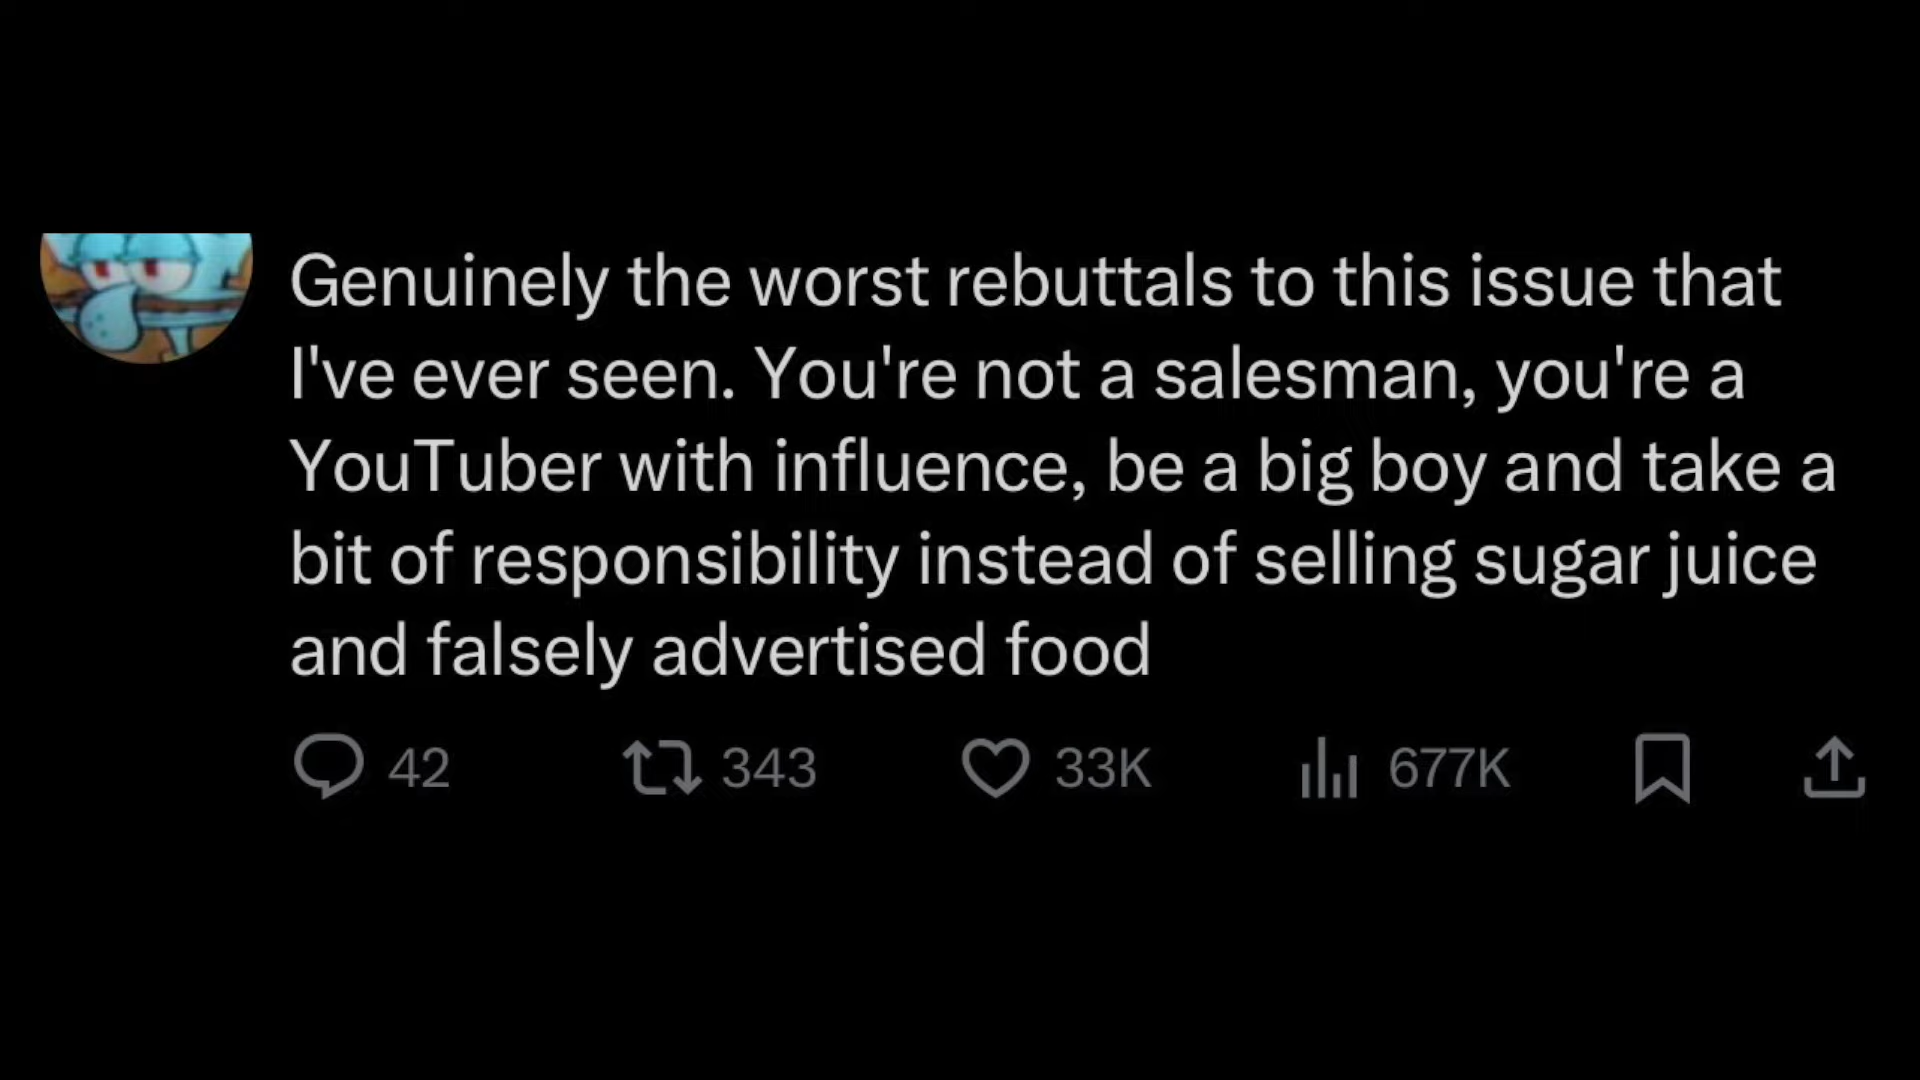 Genuinely the worst rebuttals to this issue that
I've ever seen. You're not a salesman, you're a
YouTuber with influence, be a big boy and take a
bit of responsibility instead of selling sugar juice
and falsely advertised food
42 343 33K 677K